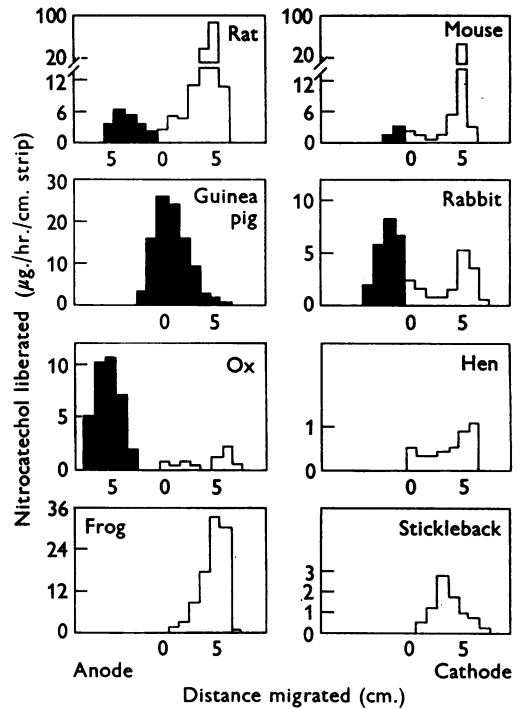 Nitrocatechol liberated (μg./hr./cm. strip)
100
20
12
6
0
Rat
5 0 5
100
20
12
6
0
Mouse
0 5
30
20
10
0
Guinea
pig
0 5
10
5
0
Rabbit
0 5
10
5
0
Ox
5 0 5
1
0
Hen
0 5
36
24
12
0
Frog
0 5
3
2
1
0
Stickleback
0 5
Anode
Cathode
Distance migrated (cm.)